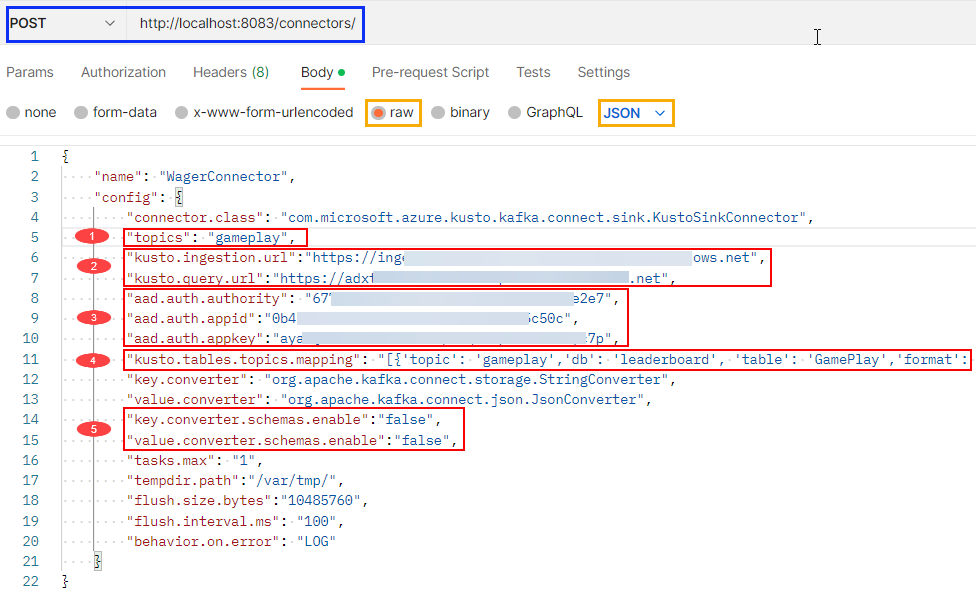 POST http://localhost:8083/connectors/
Params Authorization Headers (8) Body Pre-request Script Tests Settings
none form-data x-www-form-urlencoded raw binary GraphQL JSON
1 {
2 "name": "WagerConnector",
3 "config": {
4 "connector.class": "com.microsoft.azure.kusto.kafka.connect.sink.KustoSinkConnector",
5 1 "topics": "gameplay",
6 "kusto.ingestion.url":"https://ing ows.net",
2
7 "kusto.query.url":"https://adxf .net",
8 "aad.auth.authority": "67 e2e7",
9 3 "aad.auth.appid":"0b4 c50c",
10 "aad.auth.appkey":"aya 7p",
11 4 "kusto.tables.topics.mapping": "[{'topic': 'gameplay','db': 'leaderboard', 'table': 'GamePlay','format':
12 "key.converter": "org.apache.kafka.connect.storage.StringConverter",
13 "value.converter": "org.apache.kafka.connect.json.JsonConverter",
14 "key.converter.schemas.enable":"false",
5
15 "value.converter.schemas.enable":"false",
16 "tasks.max": "1",
17 "tempdir.path":"/var/tmp/",
18 "flush.size.bytes":"10485760",
19 "flush.interval.ms": "100",
20 "behavior.on.error": "LOG"
21 }
22 }